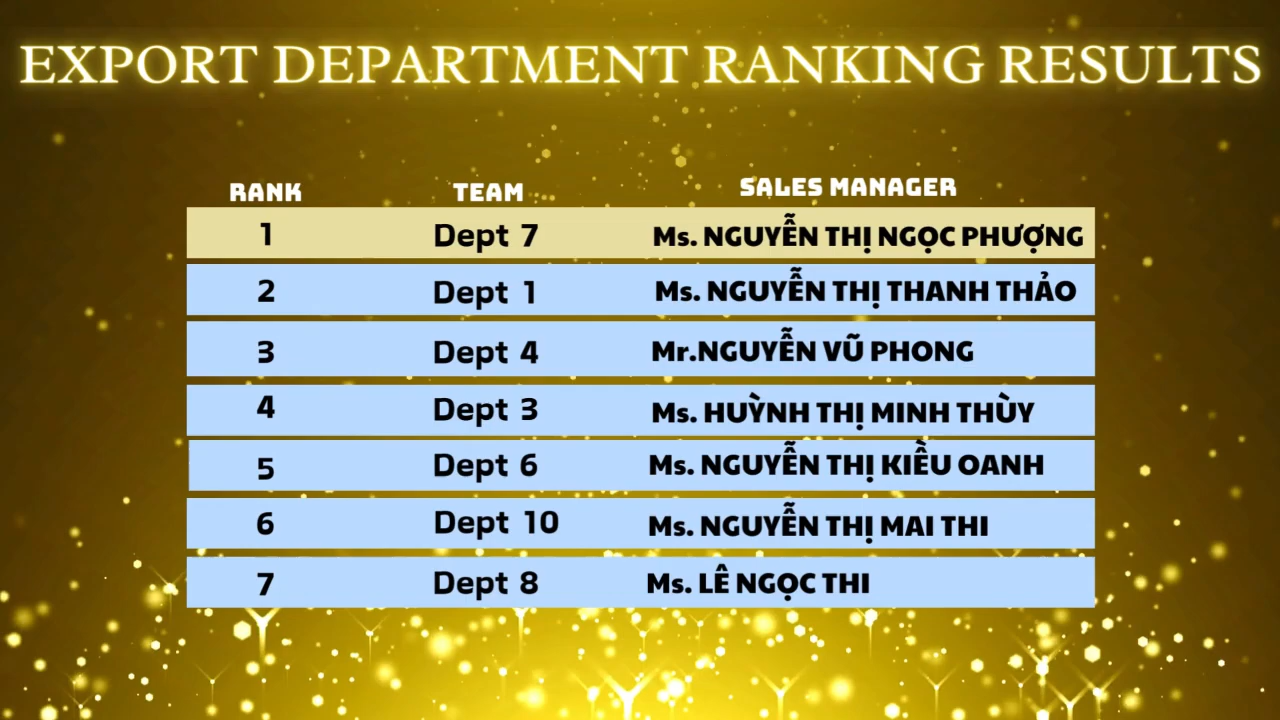 EXPORT DEPARTMENT RANKING RESULTS
RANK TEAM SALES MANAGER
1 Dept 7 Ms. NGUYỄN THỊ NGỌC PHƯỢNG
2 Dept 1 Ms. NGUYỄN THỊ THANH THẢO
3 Dept 4 Mr.NGUYỄN VŨ PHONG
4 Dept 3 Ms. HUỲNH THỊ MINH THÙY
5 Dept 6 Ms. NGUYỄN THỊ KIỀU OANH
6 Dept 10 Ms. NGUYỄN THỊ MAI THI
7 Dept 8 Ms. LÊ NGỌC THI